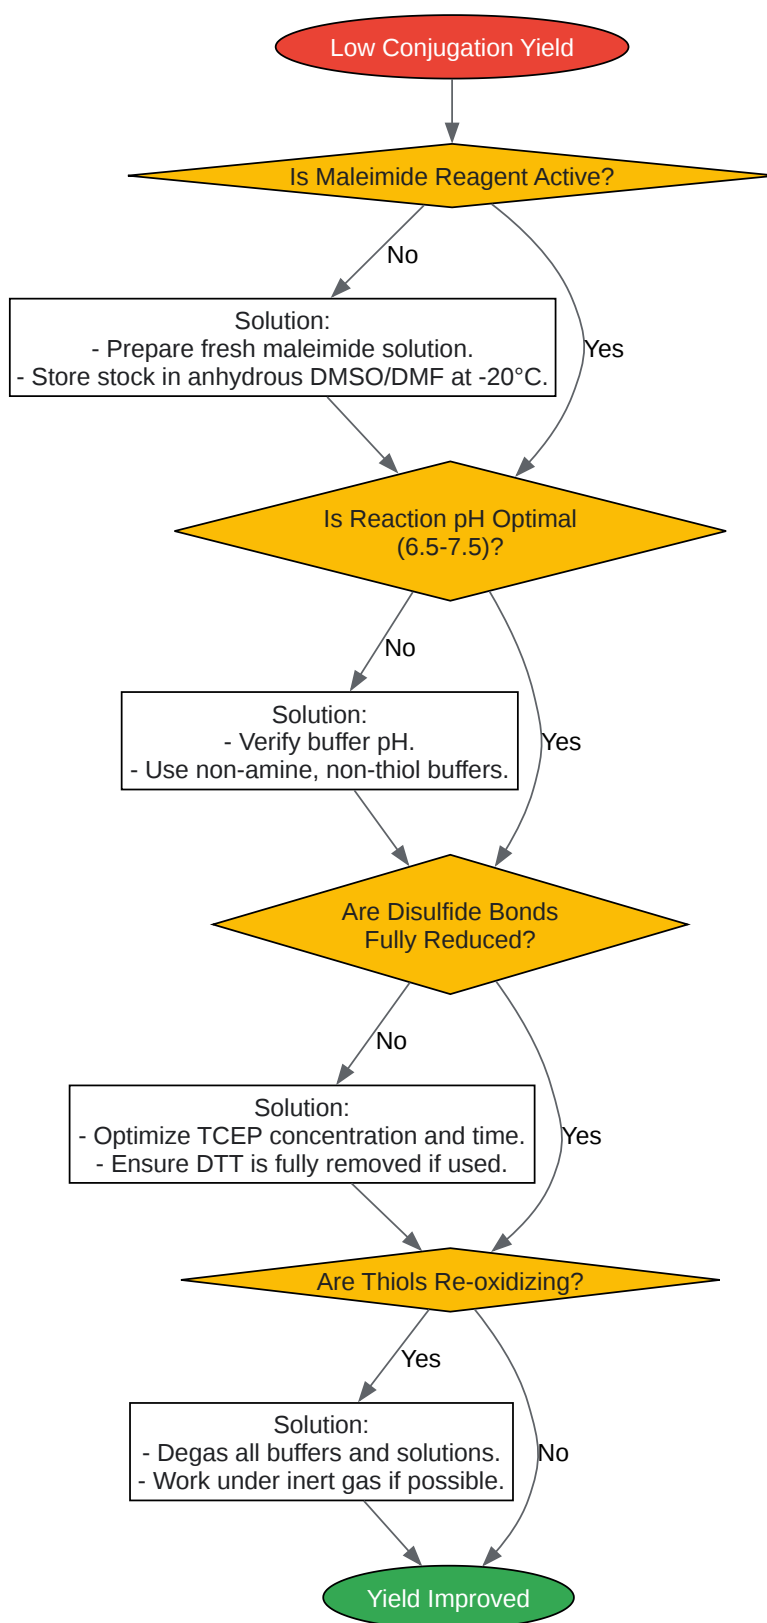 Low Conjugation Yield
Is Maleimide Reagent Active?
No
Solution:
- Prepare fresh maleimide solution.
- Store stock in anhydrous DMSO/DMF at -20°C.
Yes
Is Reaction pH Optimal
(6.5-7.5)?
No
Solution:
- Verify buffer pH.
- Use non-amine, non-thiol buffers.
Yes
Are Disulfide Bonds
Fully Reduced?
No
Solution:
- Optimize TCEP concentration and time.
- Ensure DTT is fully removed if used.
Yes
Are Thiols Re-oxidizing?
Yes
Solution:
- Degas all buffers and solutions.
- Work under inert gas if possible.
No
Yield Improved